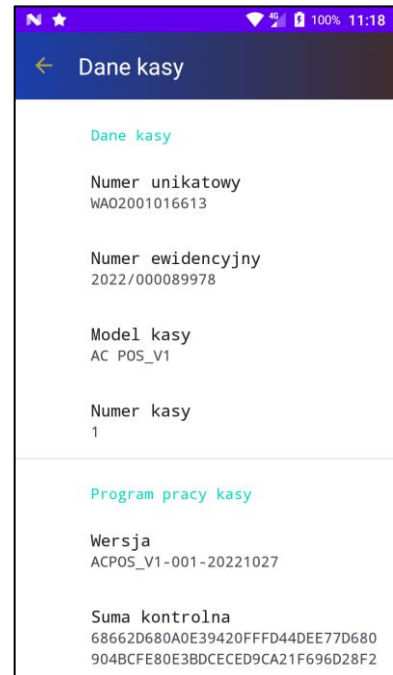 4G 100% 11:18
Dane kasy
Dane kasy
Numer unikatowy
WAO2001016613
Numer ewidencyjny
2022/000089978
Model kasy
AC POS_V1
Numer kasy
1
Program pracy kasy
Wersja
ACPOS_V1-001-20221027
Suma kontrolna
68662D680A0E39420FFFD44DEE77D680
904BCFE80E3BDCECED9CA21F696D28F2